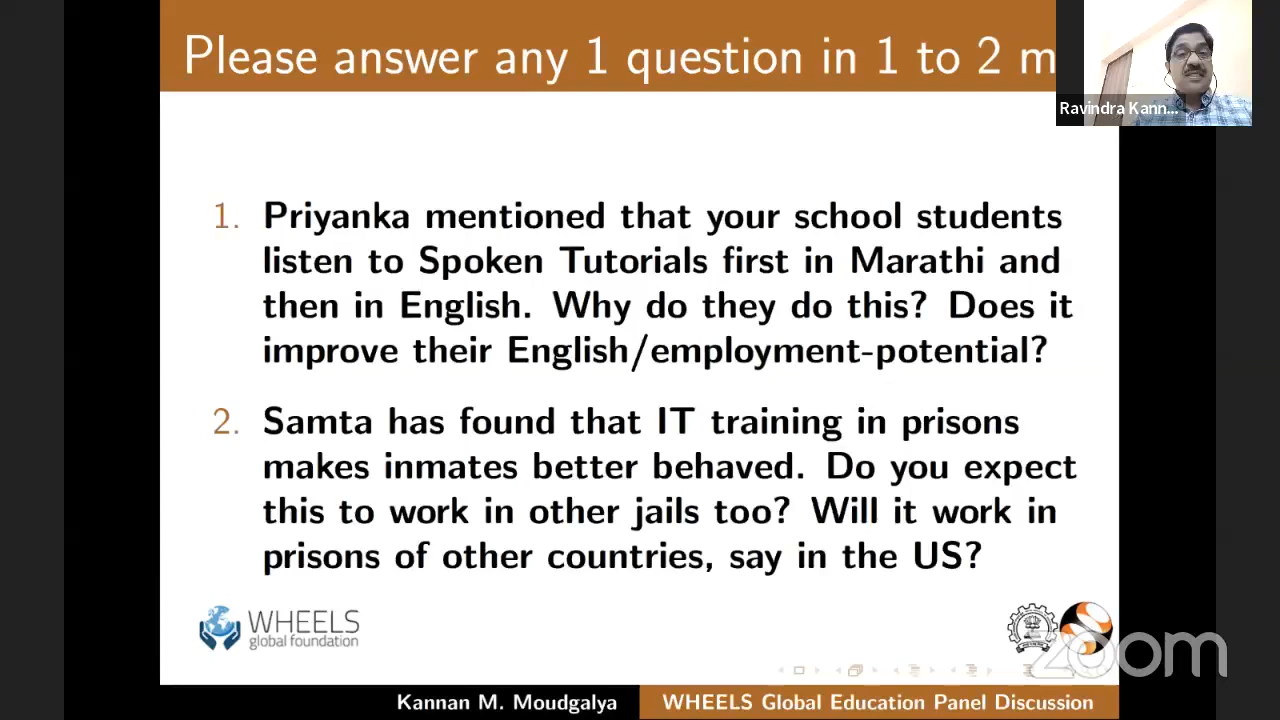 Please answer any 1 question in 1 to 2 m
Ravindra Kann...
1. Priyanka mentioned that your school students
listen to Spoken Tutorials first in Marathi and
then in English. Why do they do this? Does it
improve their English/employment-potential?
2. Samta has found that IT training in prisons
makes inmates better behaved. Do you expect
this to work in other jails too? Will it work in
prisons of other countries, say in the US?
WHEELS
global foundation
zoom
Kannan M. Moudgalya
WHEELS Global Education Panel Discussion